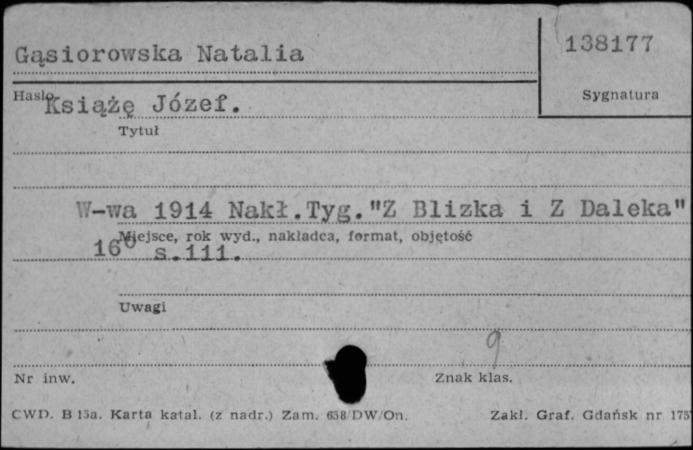 Gąsiorowska Natalia
138177
Hasło
Książę Józef.
Sygnatura
Tytuł
W-wa 1914 Nakł.Tyg."Z Blizka i Z Daleka"
Miejsce, rok wyd., nakładca, format, objętość
16° s.111.
Uwagi
9
Nr inw.
Znak klas.
CWD. B 15a. Karta katal. (z nadr.) Zam. 658/DW/On.
Zakł. Graf. Gdańsk nr 1757